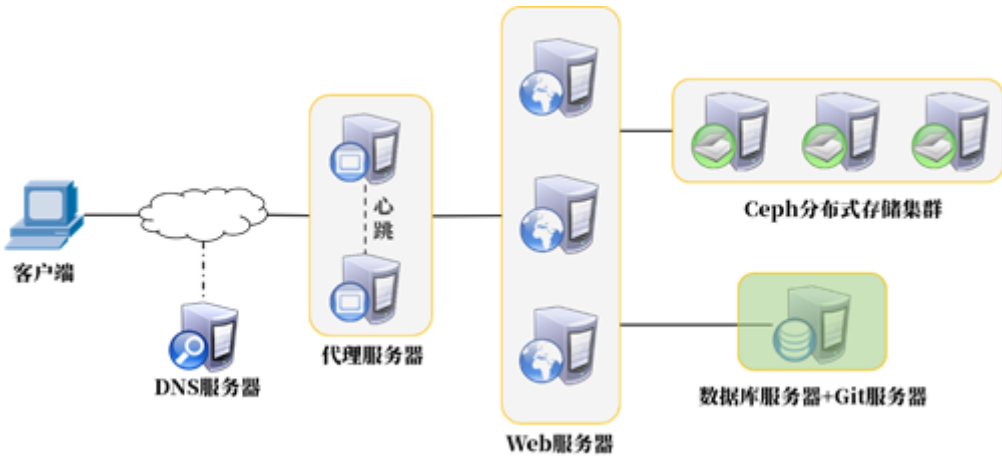 客户端
DNS服务器
心
跳
代理服务器
Web服务器
Ceph分布式存储集群
数据库服务器+Git服务器